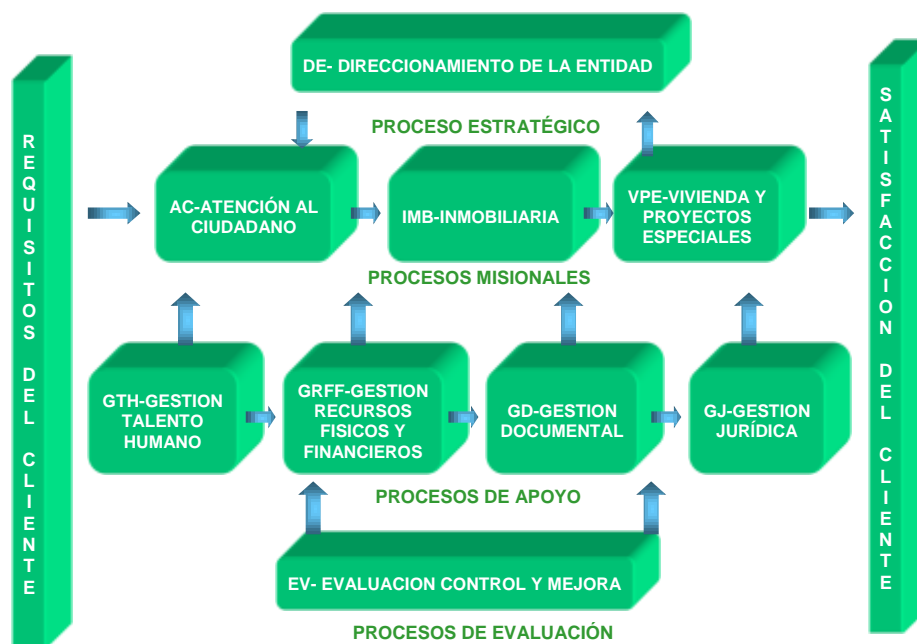 DE- DIRECCIONAMIENTO DE LA ENTIDAD
PROCESO ESTRATÉGICO
REQUISITOS DEL CLIENTE
AC-ATENCIÓN AL
CIUDADANO
IMB-INMOBILIARIA
VPE-VIVIENDA Y
PROYECTOS
ESPECIALES
SATISFACCION DEL CLIENTE
PROCESOS MISIONALES
GTH-GESTION
TALENTO
HUMANO
GRFF-GESTION
RECURSOS
FISICOS Y
FINANCIEROS
GD-GESTION
DOCUMENTAL
GJ-GESTION
JURÍDICA
PROCESOS DE APOYO
EV- EVALUACION CONTROL Y MEJORA
PROCESOS DE EVALUACIÓN